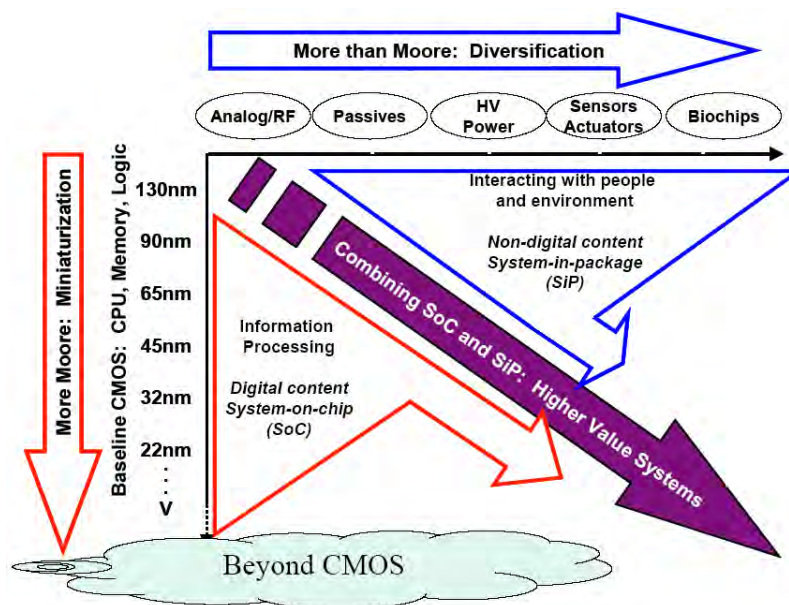 More than Moore: Diversification
Analog/RF
Passives
HV
Power
Sensors
Actuators
Biochips
More Moore: Miniaturization
Baseline CMOS: CPU, Memory, Logic
130nm
90nm
65nm
45nm
32nm
22nm
.
.
.
V
Interacting with people
and environment
Non-digital content
System-in-package
(SiP)
Combining SoC and SiP: Higher Value Systems
Information
Processing
Digital content
System-on-chip
(SoC)
Beyond CMOS